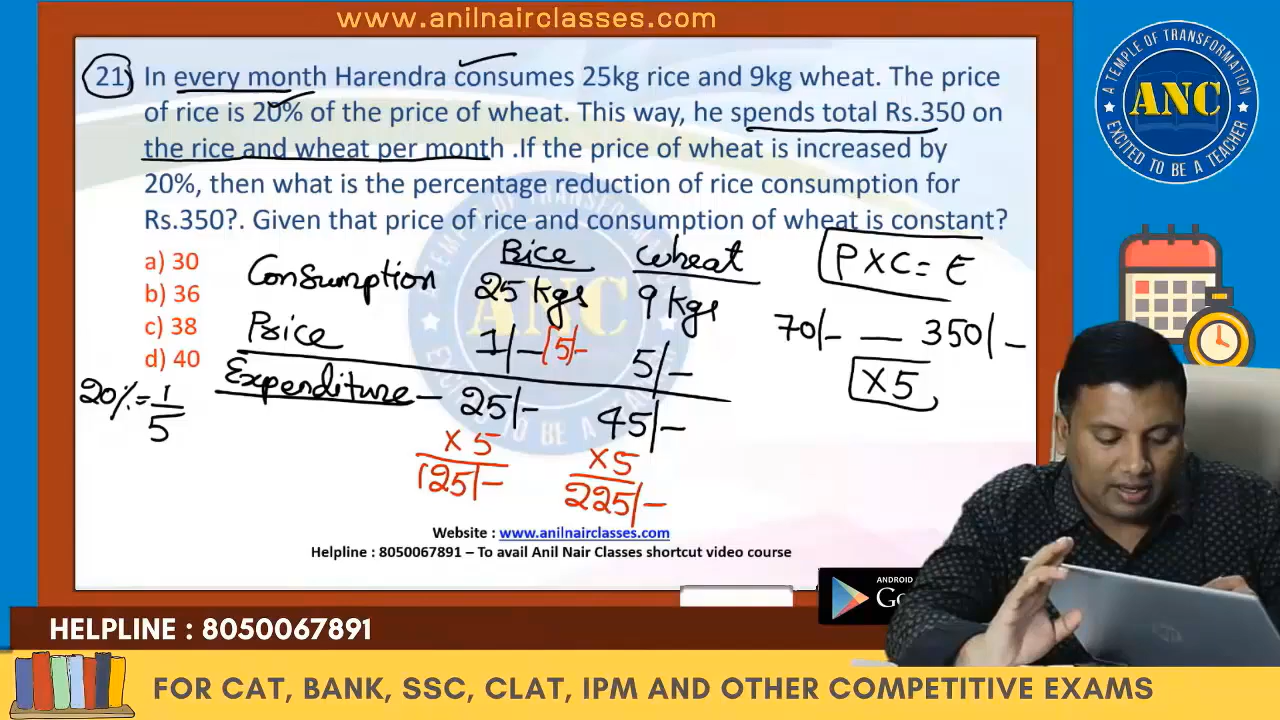 www.anilnairclasses.com
21) In every month Harendra consumes 25kg rice and 9kg wheat. The price
of rice is 20% of the price of wheat. This way, he spends total Rs.350 on
the rice and wheat per month .If the price of wheat is increased by
20%, then what is the percentage reduction of rice consumption for
Rs.350?. Given that price of rice and consumption of wheat is constant?
a) 30
b) 36
c) 38
d) 40
Rice Wheat
Consumption 25 kgs 9 kgs
Price 1/- 5/- 5/-
Expenditure - 25/- 45/-
x 5 x 5
125/- 225/-
20% = 1/5
P x C = E
70/- — 350/-
x 5
Website : www.anilnairclasses.com
Helpline : 8050067891 – To avail Anil Nair Classes shortcut video course
A TEMPLE OF TRANSFORMATION
ANC
EXCITED TO BE A TEACHER
ANDROID
HELPLINE : 8050067891
FOR CAT, BANK, SSC, CLAT, IPM AND OTHER COMPETITIVE EXAMS